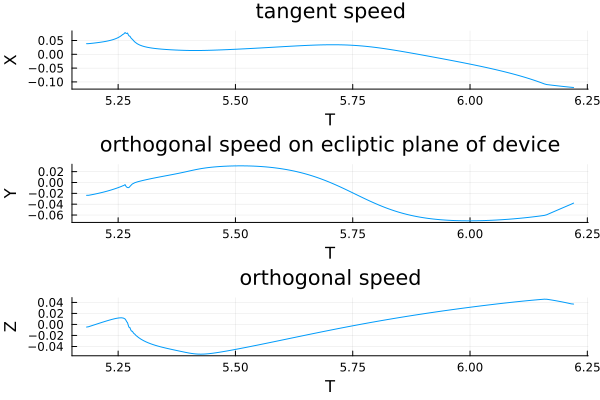 tangent speed
0.05
0.00
−0.05
−0.10
X
5.25 5.50 5.75 6.00 6.25
T
orthogonal speed on ecliptic plane of device
0.02
0.00
−0.02
−0.04
−0.06
Y
5.25 5.50 5.75 6.00 6.25
T
orthogonal speed
0.04
0.02
0.00
−0.02
−0.04
Z
5.25 5.50 5.75 6.00 6.25
T